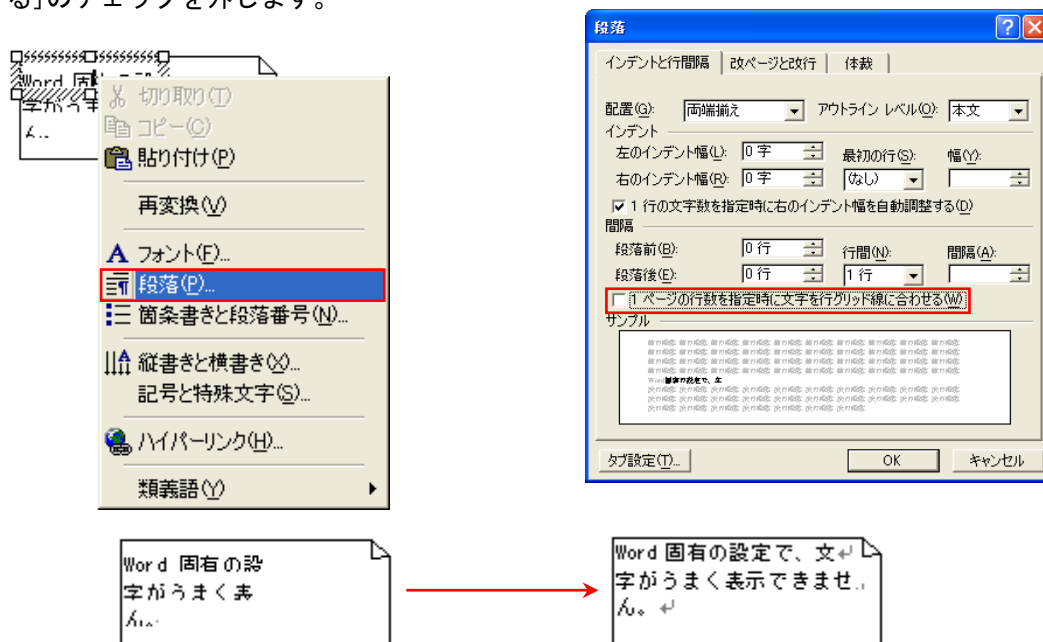 る]のチェックを外します。
Word 固有の設
字がう
ん..
切り取り(T)
コピー(C)
貼り付け(P)
再変換(V)
フォント(F)...
段落(P)...
箇条書きと段落番号(N)...
縦書きと横書き(X)...
記号と特殊文字(S)...
ハイパーリンク(H)...
類義語(Y)
段落
インデントと行間隔 改ページと改行 体裁
配置(G): 両端揃え アウトライン レベル(O): 本文
インデント
左のインデント幅(L): 0 字 最初の行(S): 幅(Y):
右のインデント幅(R): 0 字 (なし)
1 行の文字数を指定時に右のインデント幅を自動調整する(D)
間隔
段落前(B): 0 行 行間(N): 間隔(A):
段落後(E): 0 行 1 行
1 ページの行数を指定時に文字を行グリッド線に合わせる(W)
サンプル
Word 固有の設定で、文
タブ設定(T)... OK キャンセル
Word 固有の設
字がうまく表
ん..
Word 固有の設定で、文↵
字がうまく表示できませ
ん。↵